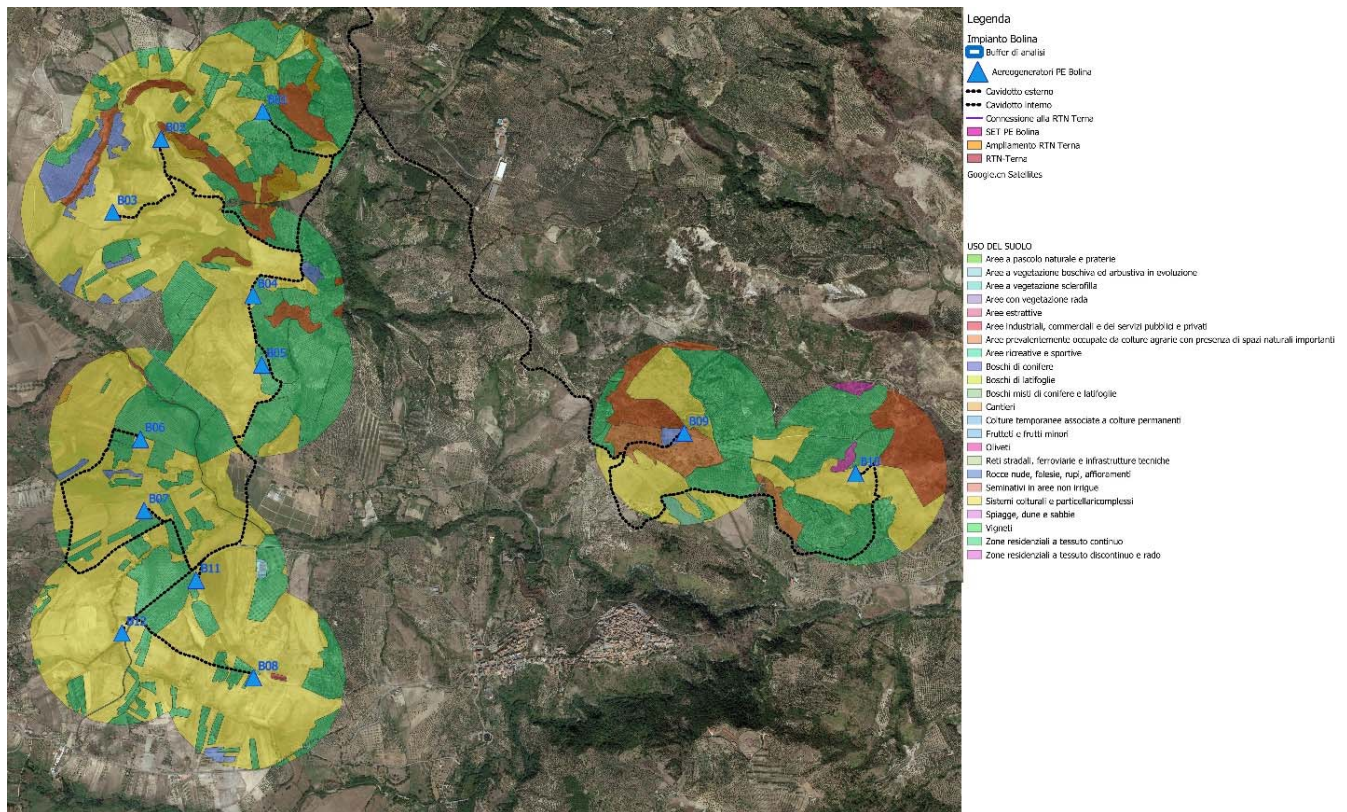 Legenda
Impianto Bolina
Buffer di analisi
Aereogeneratori PE Bolina
Cavidotto esterno
Cavidotto interno
Connessione alla RTN Terna
SET PE Bolina
Ampliamento RTN Terna
RTN-Terna
Google.cn Satellites
USO DEL SUOLO
Aree a pascolo naturale e praterie
Aree a vegetazione boschiva ed arbustiva in evoluzione
Aree a vegetazione sclerofilla
Aree con vegetazione rada
Aree estrattive
Aree industriali, commerciali e dei servizi pubblici e privati
Aree prevalentemente occupate da colture agrarie con presenza di spazi naturali importanti
Aree ricreative e sportive
Boschi di conifere
Boschi di latifoglie
Boschi misti di conifere e latifoglie
Cantieri
Colture temporanee associate a colture permanenti
Frutteti e frutti minori
Oliveti
Reti stradali, ferroviarie e infrastrutture tecniche
Rocce nude, falesie, rupi, affioramenti
Seminativi in aree non irrigue
Sistemi colturali e particellaricomplessi
Spiagge, dune e sabbie
Vigneti
Zone residenziali a tessuto continuo
Zone residenziali a tessuto discontinuo e rado
B03
B04
B05
B06
B07
B11
B12
B08
B09
B10